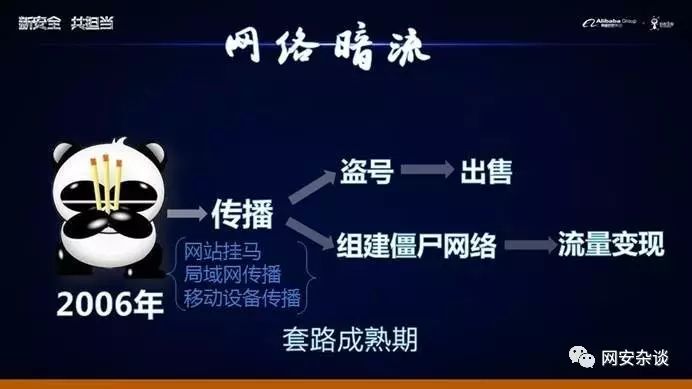 新安全 共担当
Alibaba Group
网络暗流
传播
盗号
出售
组建僵尸网络
流量变现
网站挂马
局域网传播
移动设备传播
2006年
套路成熟期
网安杂谈